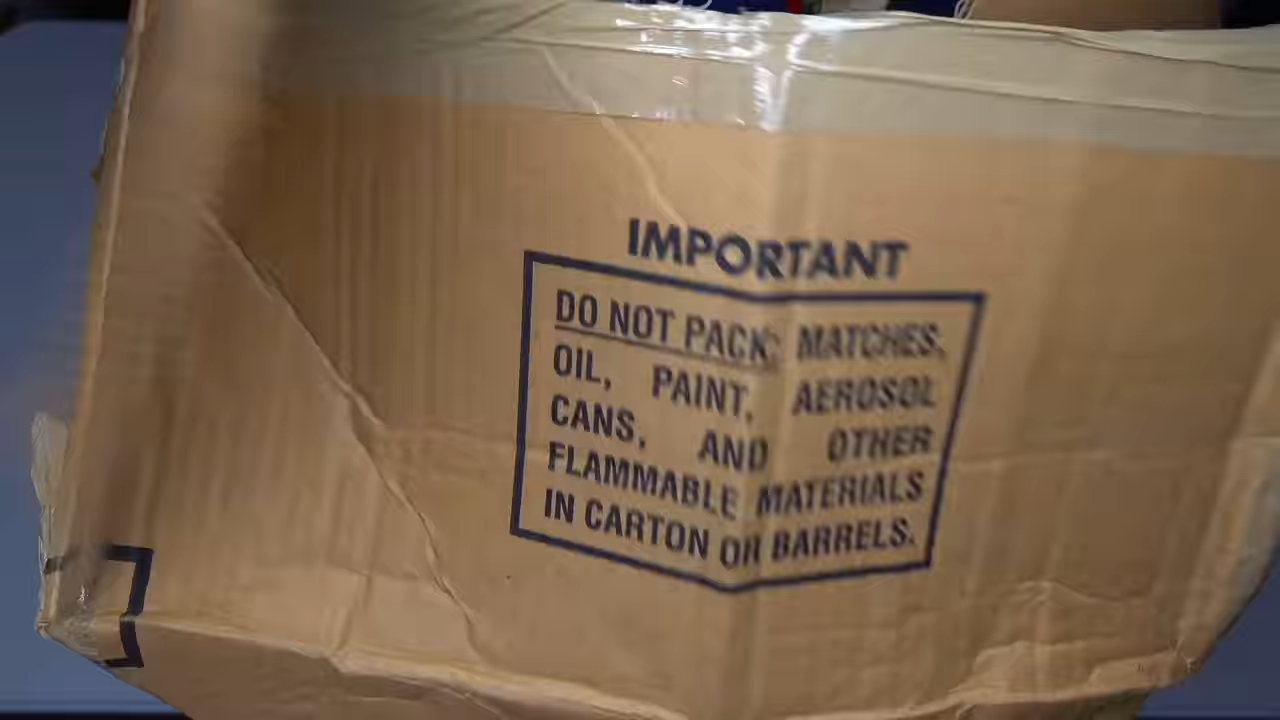 IMPORTANT
DO NOT PACK: MATCHES,
OIL, PAINT, AEROSOL
CANS, AND OTHER
FLAMMABLE MATERIALS
IN CARTON OR BARRELS.